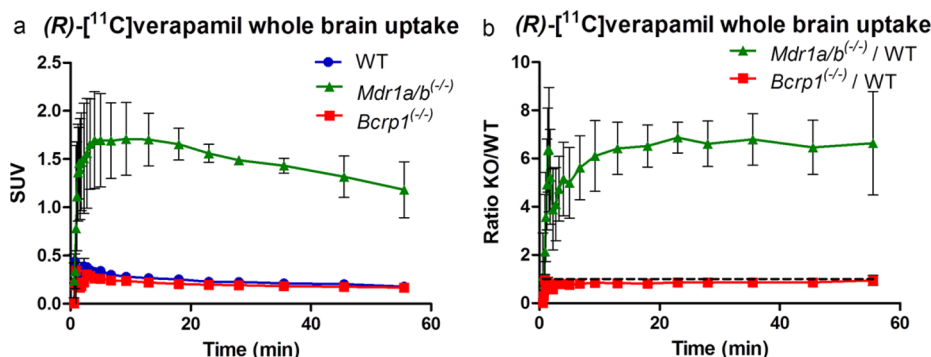 a (R)-[¹¹C]verapamil whole brain uptake
WT
Mdr1a/b(-/-)
Bcrp1(-/-)
2.5
2.0
1.5
1.0
0.5
0.0
SUV
0 20 40 60
Time (min)
b (R)-[¹¹C]verapamil whole brain uptake
Mdr1a/b(-/-) / WT
Bcrp1(-/-) / WT
10
8
6
4
2
0
Ratio KO/WT
0 20 40 60
Time (min)